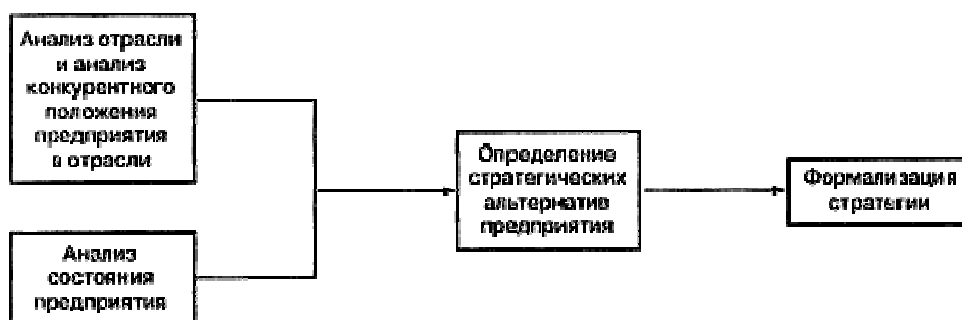 Анализ отрасли
и анализ
конкурентного
положения
предприятия
в отрасли
Анализ
состояния
предприятия
Определение
стратегических
альтернатив
предприятия
Формализация
стратегии